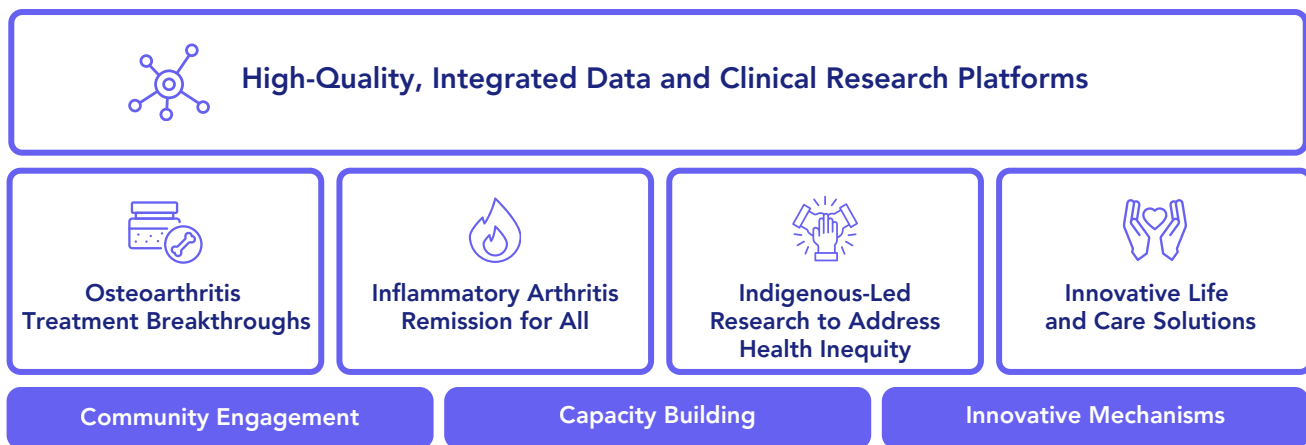 High-Quality, Integrated Data and Clinical Research Platforms
Osteoarthritis
Treatment Breakthroughs
Inflammatory Arthritis
Remission for All
Indigenous-Led
Research to Address
Health Inequity
Innovative Life
and Care Solutions
Community Engagement
Capacity Building
Innovative Mechanisms